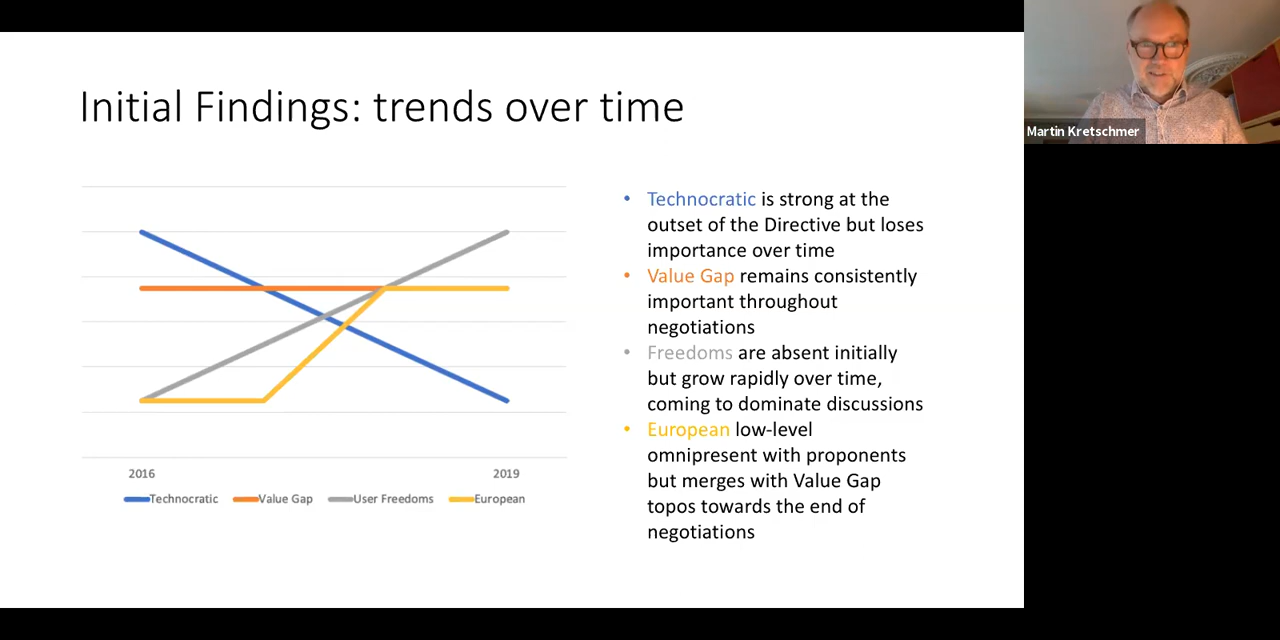 Initial Findings: trends over time
Martin Kretschmer
2016 2019
Technocratic Value Gap User Freedoms European
• Technocratic is strong at the
outset of the Directive but loses
importance over time
• Value Gap remains consistently
important throughout
negotiations
• Freedoms are absent initially
but grow rapidly over time,
coming to dominate discussions
• European low-level
omnipresent with proponents
but merges with Value Gap
topos towards the end of
negotiations